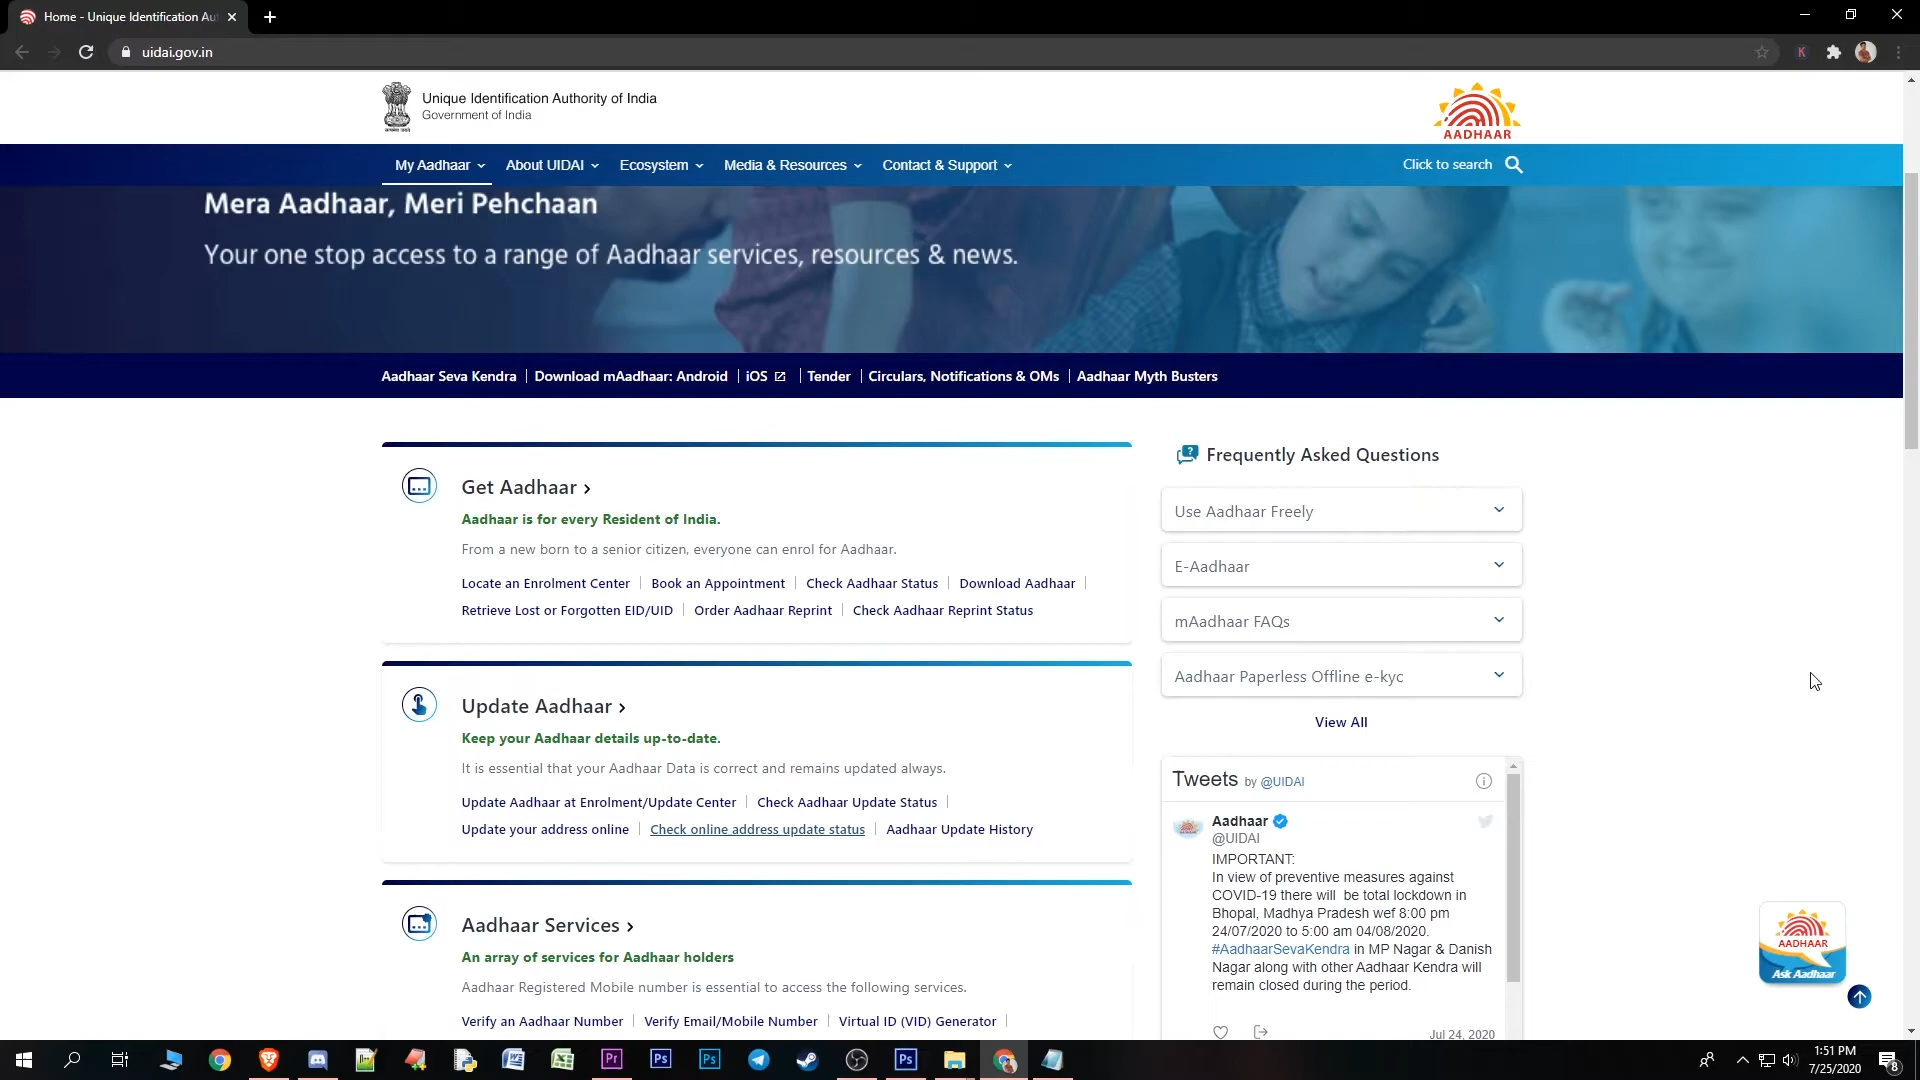 Home - Unique Identification Au
uidai.gov.in
K
Unique Identification Authority of India
Government of India
AADHAAR
My Aadhaar
About UIDAI
Ecosystem
Media & Resources
Contact & Support
Click to search
Mera Aadhaar, Meri Pehchaan
Your one stop access to a range of Aadhaar services, resources & news.
Aadhaar Seva Kendra | Download mAadhaar: Android | iOS | Tender | Circulars, Notifications & OMs | Aadhaar Myth Busters
Get Aadhaar >
Aadhaar is for every Resident of India.
From a new born to a senior citizen, everyone can enrol for Aadhaar.
Locate an Enrolment Center | Book an Appointment | Check Aadhaar Status | Download Aadhaar |
Retrieve Lost or Forgotten EID/UID | Order Aadhaar Reprint | Check Aadhaar Reprint Status
Update Aadhaar >
Keep your Aadhaar details up-to-date.
It is essential that your Aadhaar Data is correct and remains updated always.
Update Aadhaar at Enrolment/Update Center | Check Aadhaar Update Status |
Update your address online | Check online address update status | Aadhaar Update History
Aadhaar Services >
An array of services for Aadhaar holders
Aadhaar Registered Mobile number is essential to access the following services.
Verify an Aadhaar Number | Verify Email/Mobile Number | Virtual ID (VID) Generator |
Frequently Asked Questions
Use Aadhaar Freely
E-Aadhaar
mAadhaar FAQs
Aadhaar Paperless Offline e-kyc
View All
Tweets by @UIDAI
Aadhaar
@UIDAI
IMPORTANT:
In view of preventive measures against
COVID-19 there will be total lockdown in
Bhopal, Madhya Pradesh wef 8:00 pm
24/07/2020 to 5:00 am 04/08/2020.
#AadhaarSevaKendra in MP Nagar & Danish
Nagar along with other Aadhaar Kendra will
remain closed during the period.
Jul 24, 2020
AADHAAR
Ask Aadhaar
Pr
Ps
Ps
Ps
1:51 PM
7/25/2020
8